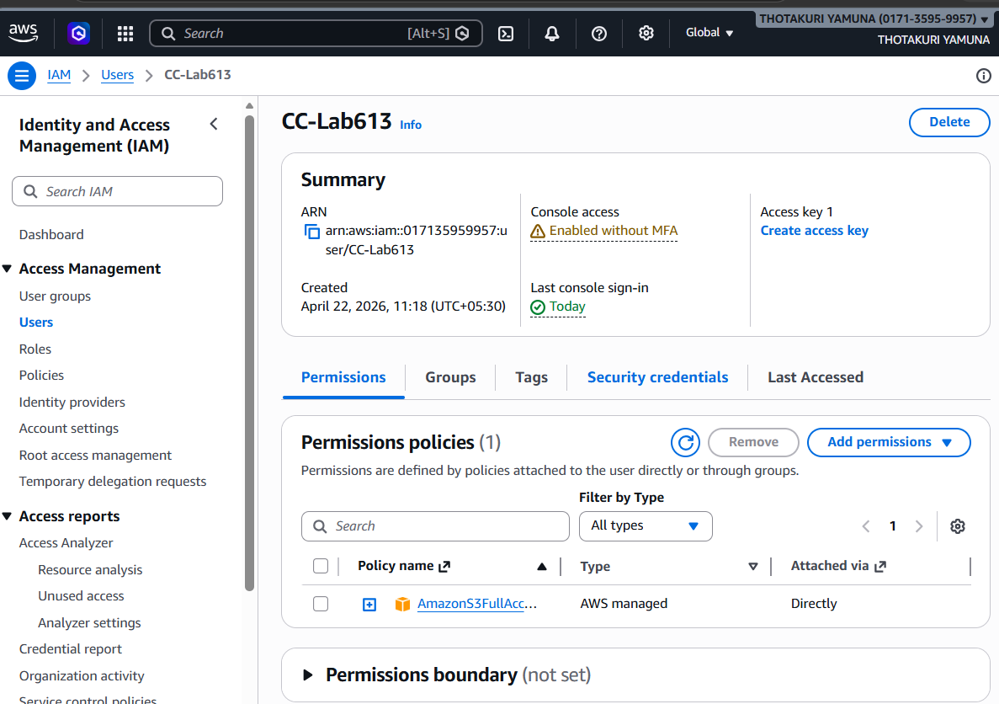 aws
Search [Alt+S]
Global
THOTAKURI YAMUNA (0171-3595-9957)
THOTAKURI YAMUNA
IAM > Users > CC-Lab613
Identity and Access
Management (IAM)
Search IAM
Dashboard
Access Management
User groups
Users
Roles
Policies
Identity providers
Account settings
Root access management
Temporary delegation requests
Access reports
Access Analyzer
Resource analysis
Unused access
Analyzer settings
Credential report
Organization activity
Service control policies
CC-Lab613 Info
Delete
Summary
ARN
arn:aws:iam::017135959957:u
ser/CC-Lab613
Created
April 22, 2026, 11:18 (UTC+05:30)
Console access
Enabled without MFA
Last console sign-in
Today
Access key 1
Create access key
Permissions Groups Tags Security credentials Last Accessed
Permissions policies (1)
Remove
Add permissions
Permissions are defined by policies attached to the user directly or through groups.
Filter by Type
Search
All types
1
Policy name Type Attached via
AmazonS3FullAcc... AWS managed Directly
Permissions boundary (not set)